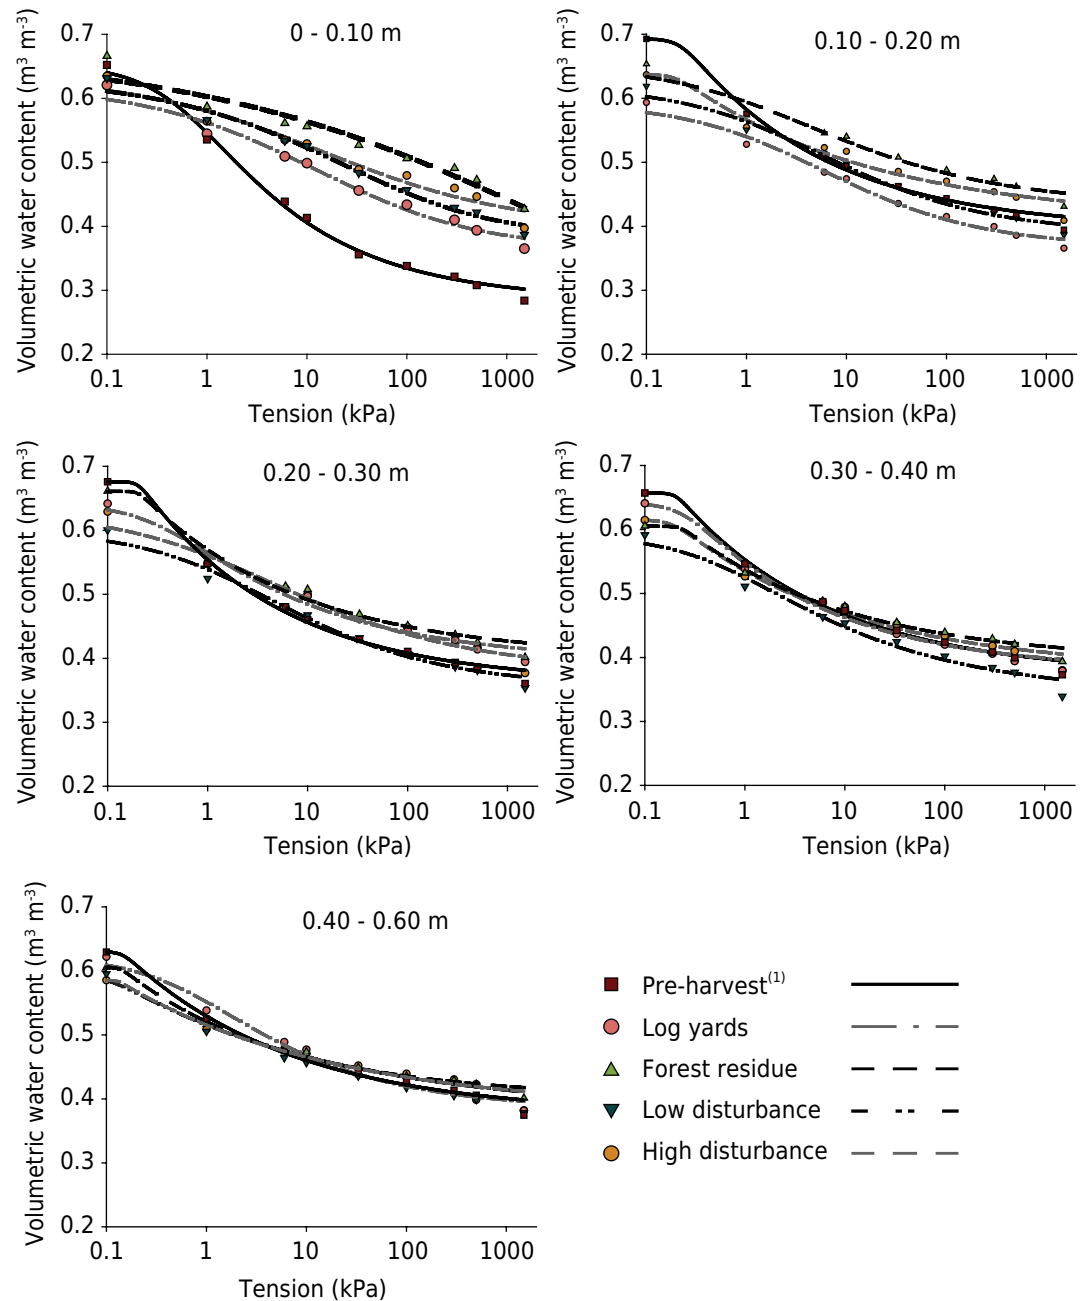 0 - 0.10 m
Volumetric water content (m³ m⁻³)
0.7
0.6
0.5
0.4
0.3
0.2
0.1 1 10 100 1000
Tension (kPa)
0.10 - 0.20 m
Volumetric water content (m³ m⁻³)
0.7
0.6
0.5
0.4
0.3
0.2
0.1 1 10 100 1000
Tension (kPa)
0.20 - 0.30 m
Volumetric water content (m³ m⁻³)
0.7
0.6
0.5
0.4
0.3
0.2
0.1 1 10 100 1000
Tension (kPa)
0.30 - 0.40 m
Volumetric water content (m³ m⁻³)
0.7
0.6
0.5
0.4
0.3
0.2
0.1 1 10 100 1000
Tension (kPa)
0.40 - 0.60 m
Volumetric water content (m³ m⁻³)
0.7
0.6
0.5
0.4
0.3
0.2
0.1 1 10 100 1000
Tension (kPa)
Pre-harvest⁽¹⁾
Log yards
Forest residue
Low disturbance
High disturbance